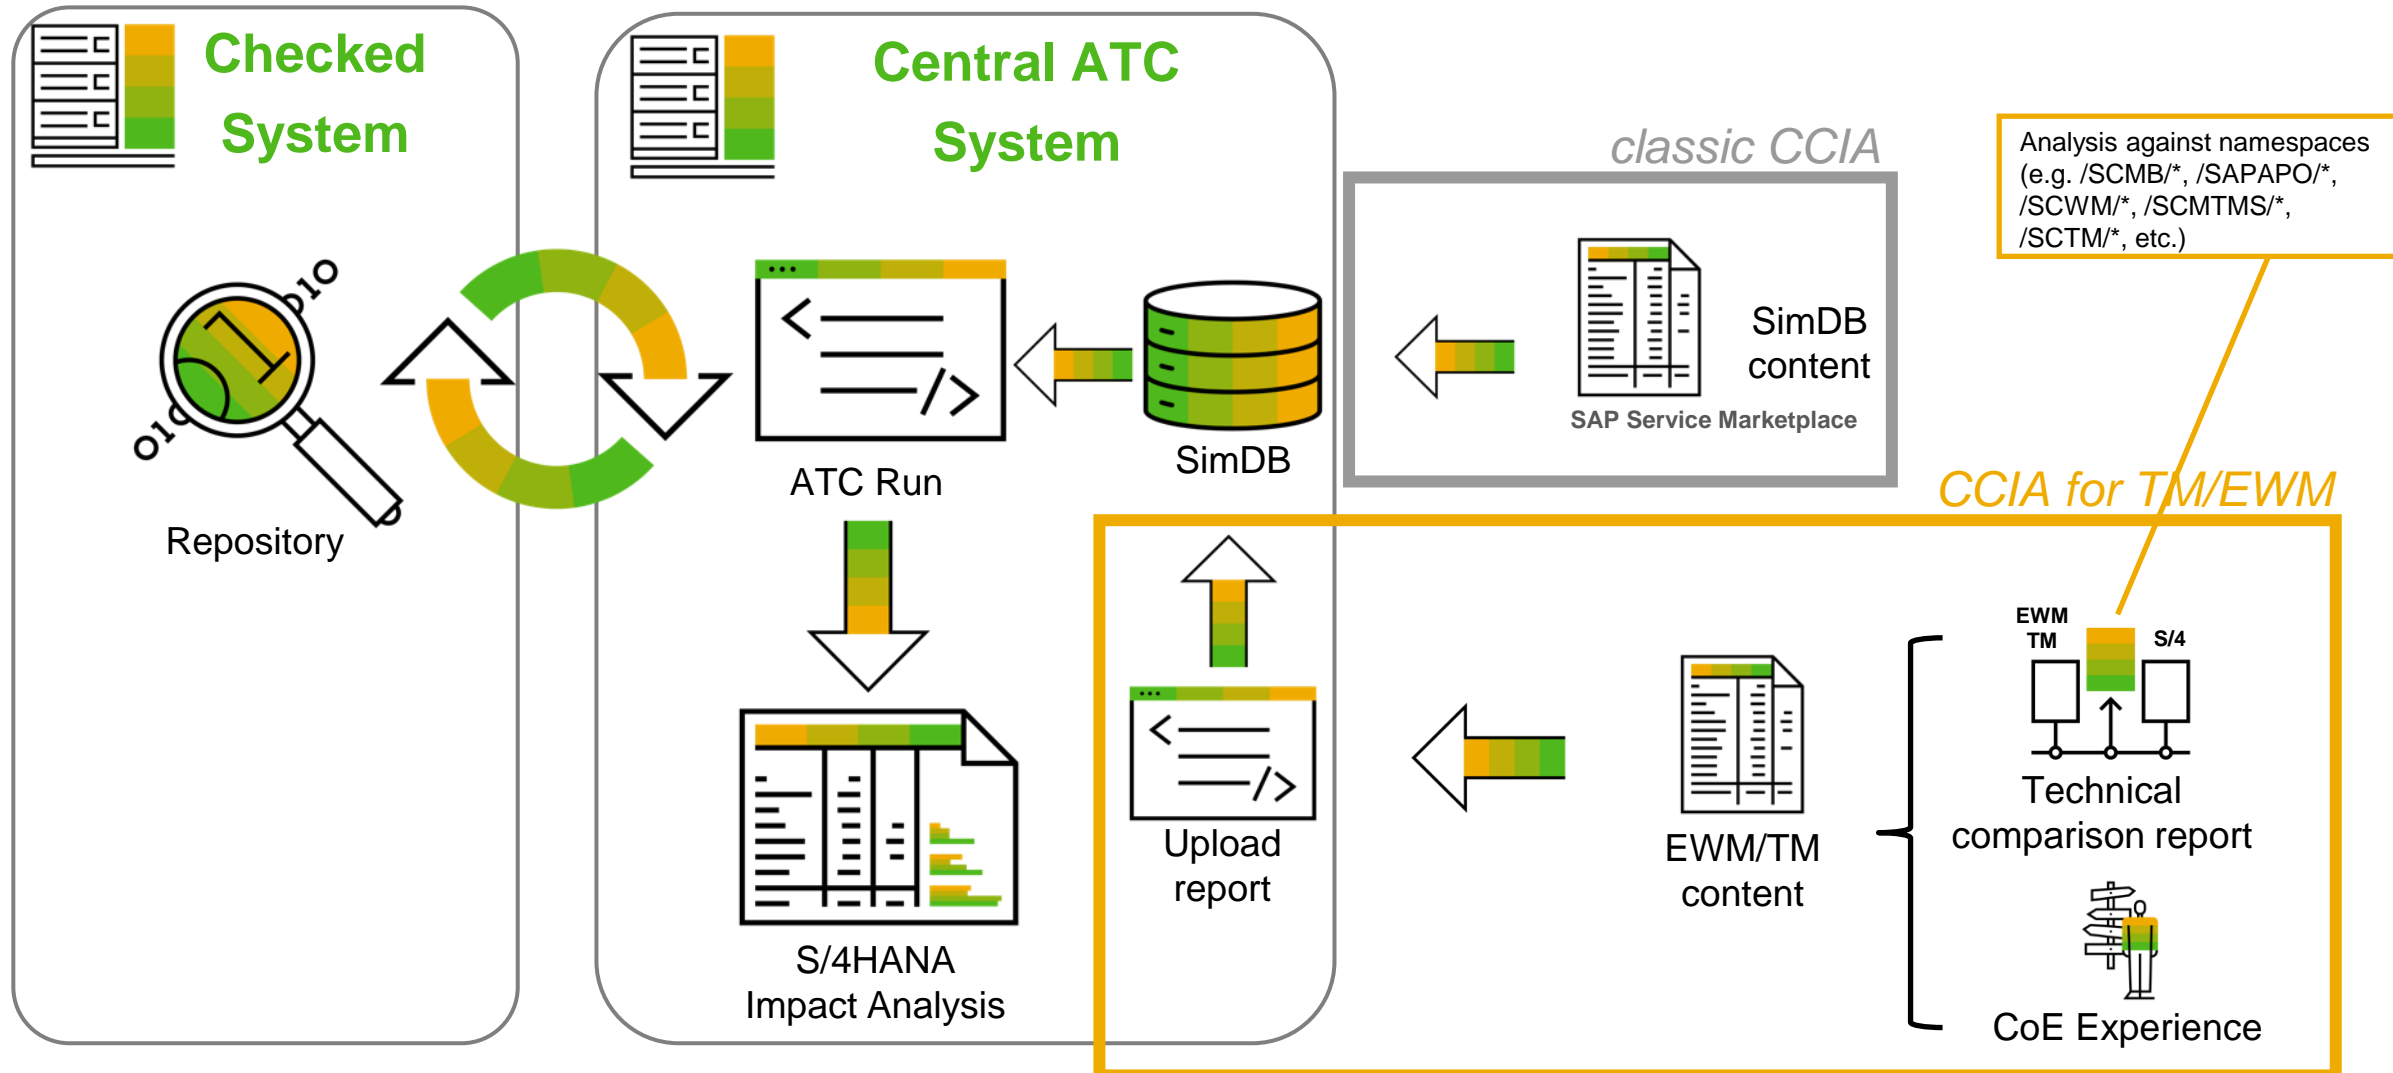 Checked
System
Central ATC
System
classic CCIA
Analysis against namespaces
(e.g. /SCMB/*, /SAPAPO/*,
/SCWM/*, /SCMTMS/*,
/SCTM/*, etc.)
SimDB
content
SAP Service Marketplace
SimDB
ATC Run
Repository
CCIA for TM/EWM
EWM
TM
S/4
Technical
comparison report
Upload
report
EWM/TM
content
S/4HANA
Impact Analysis
CoE Experience